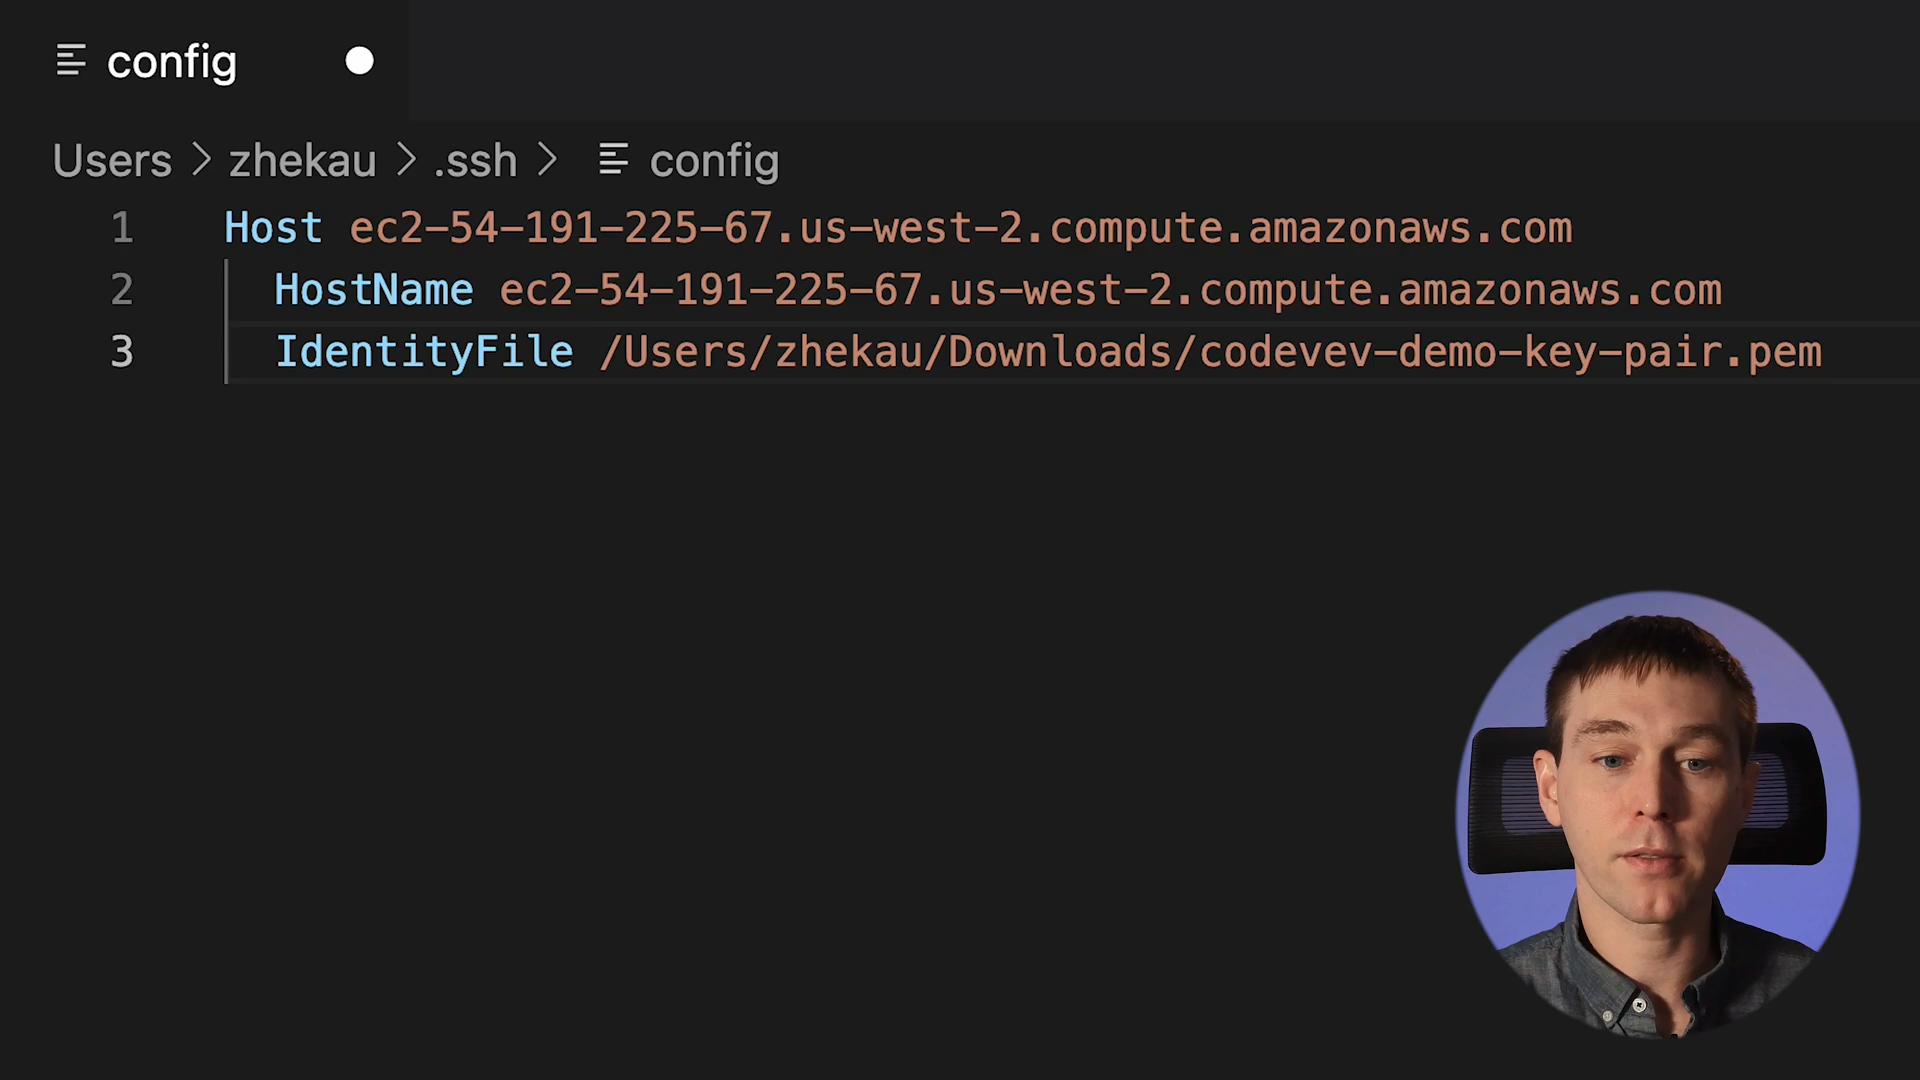 config
Users > zhekau > .ssh > config
1 Host ec2-54-191-225-67.us-west-2.compute.amazonaws.com
2 HostName ec2-54-191-225-67.us-west-2.compute.amazonaws.com
3 IdentityFile /Users/zhekau/Downloads/codevev-demo-key-pair.pem